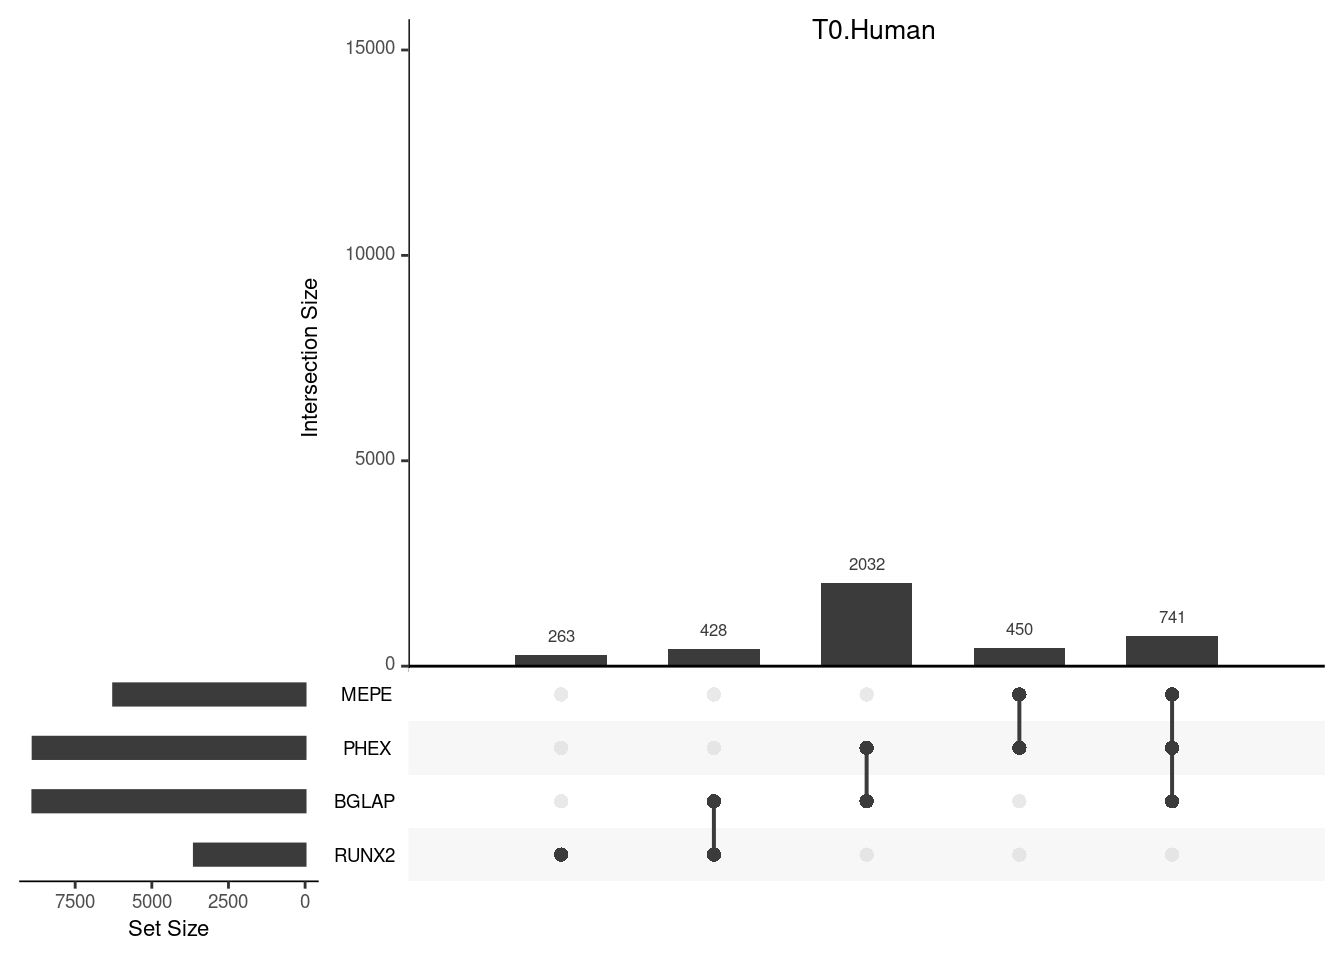 T0.Human
15000
10000
5000
0
Intersection Size
2032
741
263
428
450
MEPE
PHEX
BGLAP
RUNX2
7500 5000 2500 0
Set Size